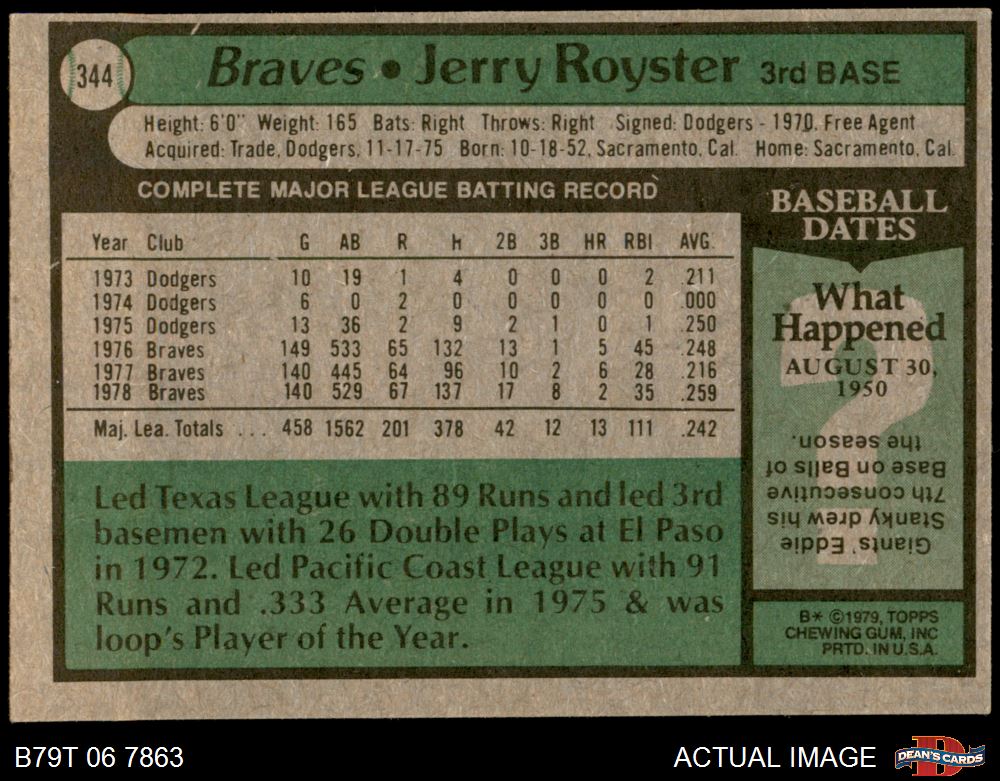 344
Braves • Jerry Royster 3rd BASE
Height: 6'0" Weight: 165 Bats: Right Throws: Right Signed: Dodgers - 1970, Free Agent
Acquired: Trade, Dodgers, 11-17-75 Born: 10-18-52, Sacramento, Cal. Home: Sacramento, Cal.
COMPLETE MAJOR LEAGUE BATTING RECORD
Year Club G AB R H 2B 3B HR RBI AVG.
1973 Dodgers 10 19 1 4 0 0 0 2 .211
1974 Dodgers 6 0 2 0 0 0 0 0 .000
1975 Dodgers 13 36 2 9 2 1 0 1 .250
1976 Braves 149 533 65 132 13 1 5 45 .248
1977 Braves 140 445 64 96 10 2 6 28 .216
1978 Braves 140 529 67 137 17 8 2 35 .259
Maj. Lea. Totals ... 458 1562 201 378 42 12 13 111 .242
Led Texas League with 89 Runs and led 3rd
basemen with 26 Double Plays at El Paso
in 1972. Led Pacific Coast League with 91
Runs and .333 Average in 1975 & was
loop's Player of the Year.
BASEBALL
DATES
What
Happened
AUGUST 30,
1950
?
Giants' Eddie
Stanky drew his
7th consecutive
Base on Balls of
the season.
B* ©1979, TOPPS
CHEWING GUM, INC
PRTD. IN U.S.A.
B79T 06 7863
ACTUAL IMAGE
D
DEAN'S CARDS